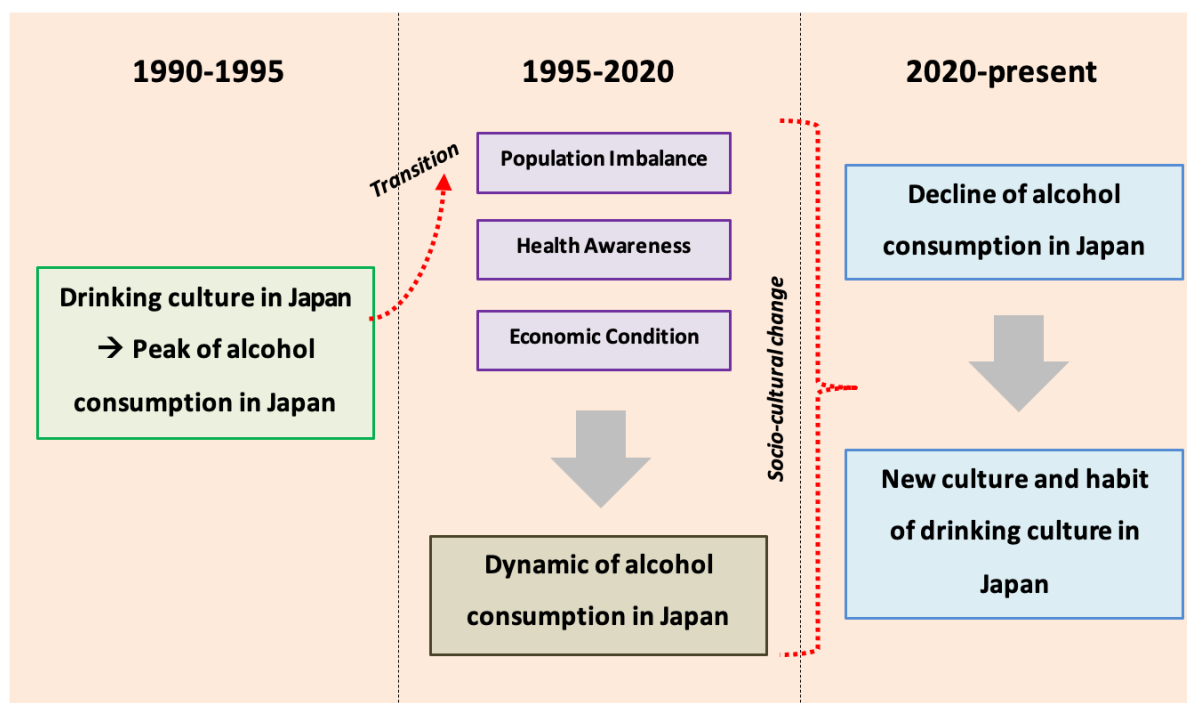 1990-1995
Drinking culture in Japan
→ Peak of alcohol
consumption in Japan
Transition
1995-2020
Population Imbalance
Health Awareness
Economic Condition
Dynamic of alcohol
consumption in Japan
Socio-cultural change
2020-present
Decline of alcohol
consumption in Japan
New culture and habit
of drinking culture in
Japan